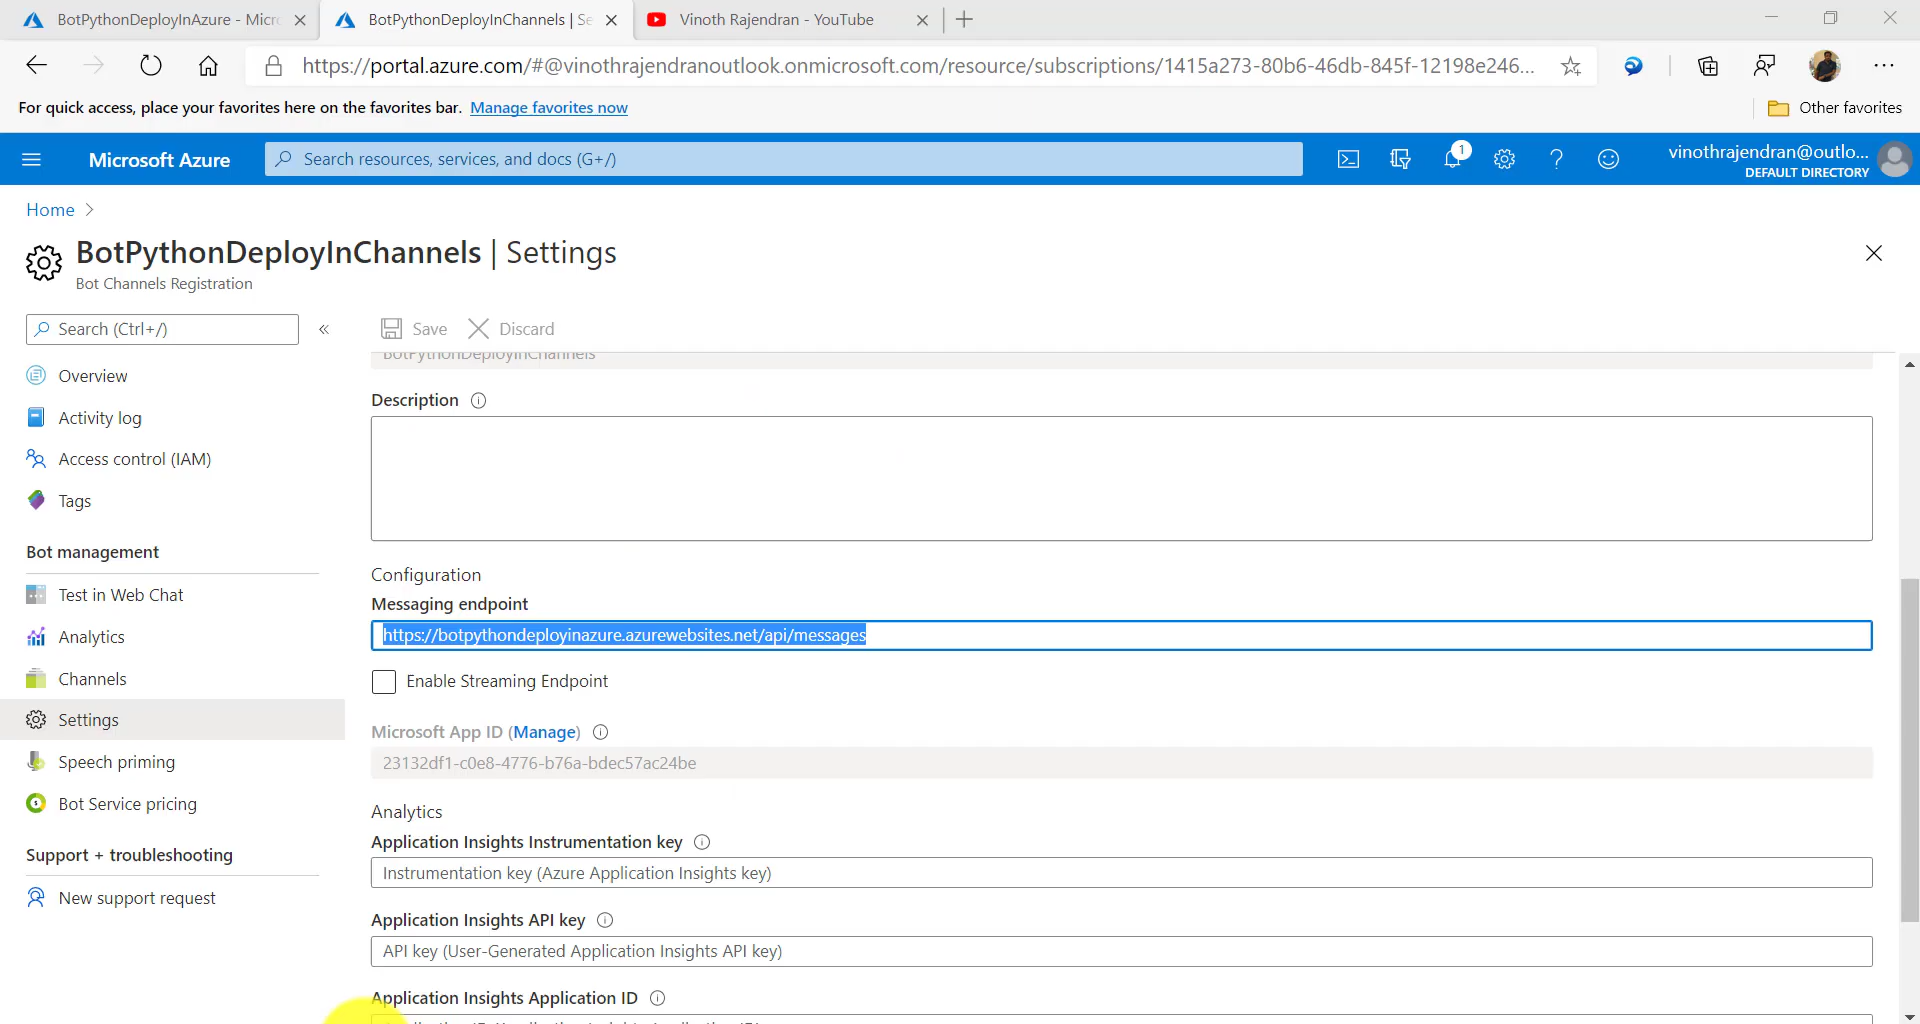 BotPythonDeployInAzure - Micr
BotPythonDeployInChannels | Se
Vinoth Rajendran - YouTube
https://portal.azure.com/#@vinothrajendranoutlook.onmicrosoft.com/resource/subscriptions/1415a273-80b6-46db-845f-12198e246...
For quick access, place your favorites here on the favorites bar. Manage favorites now
Other favorites
Microsoft Azure
Search resources, services, and docs (G+/)
1
vinothrajendran@outlo...
DEFAULT DIRECTORY
Home
BotPythonDeployInChannels | Settings
Bot Channels Registration
Search (Ctrl+/)
Save
Discard
BotPythonDeployInChannels
Overview
Activity log
Access control (IAM)
Tags
Bot management
Test in Web Chat
Analytics
Channels
Settings
Speech priming
Bot Service pricing
Support + troubleshooting
New support request
Description
Configuration
Messaging endpoint
https://botpythondeployinazure.azurewebsites.net/api/messages
Enable Streaming Endpoint
Microsoft App ID (Manage)
23132df1-c0e8-4776-b76a-bdec57ac24be
Analytics
Application Insights Instrumentation key
Instrumentation key (Azure Application Insights key)
Application Insights API key
API key (User-Generated Application Insights API key)
Application Insights Application ID